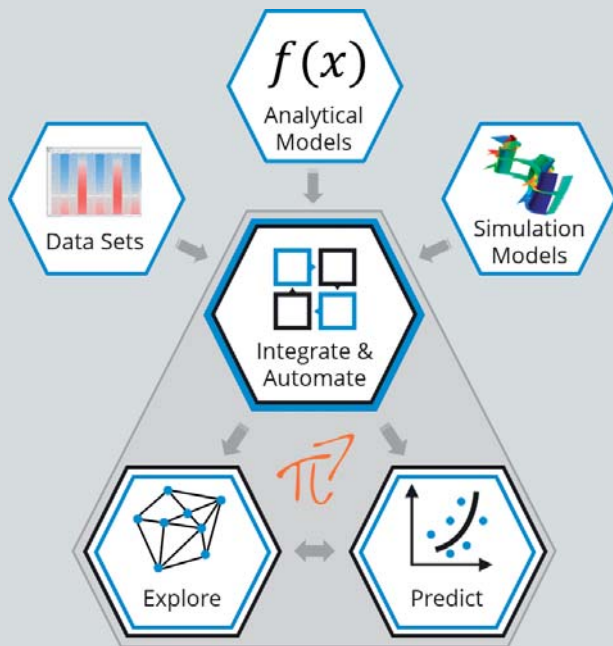 f(x)
Analytical
Models
Data Sets
Simulation
Models
Integrate &
Automate
π
Explore
Predict